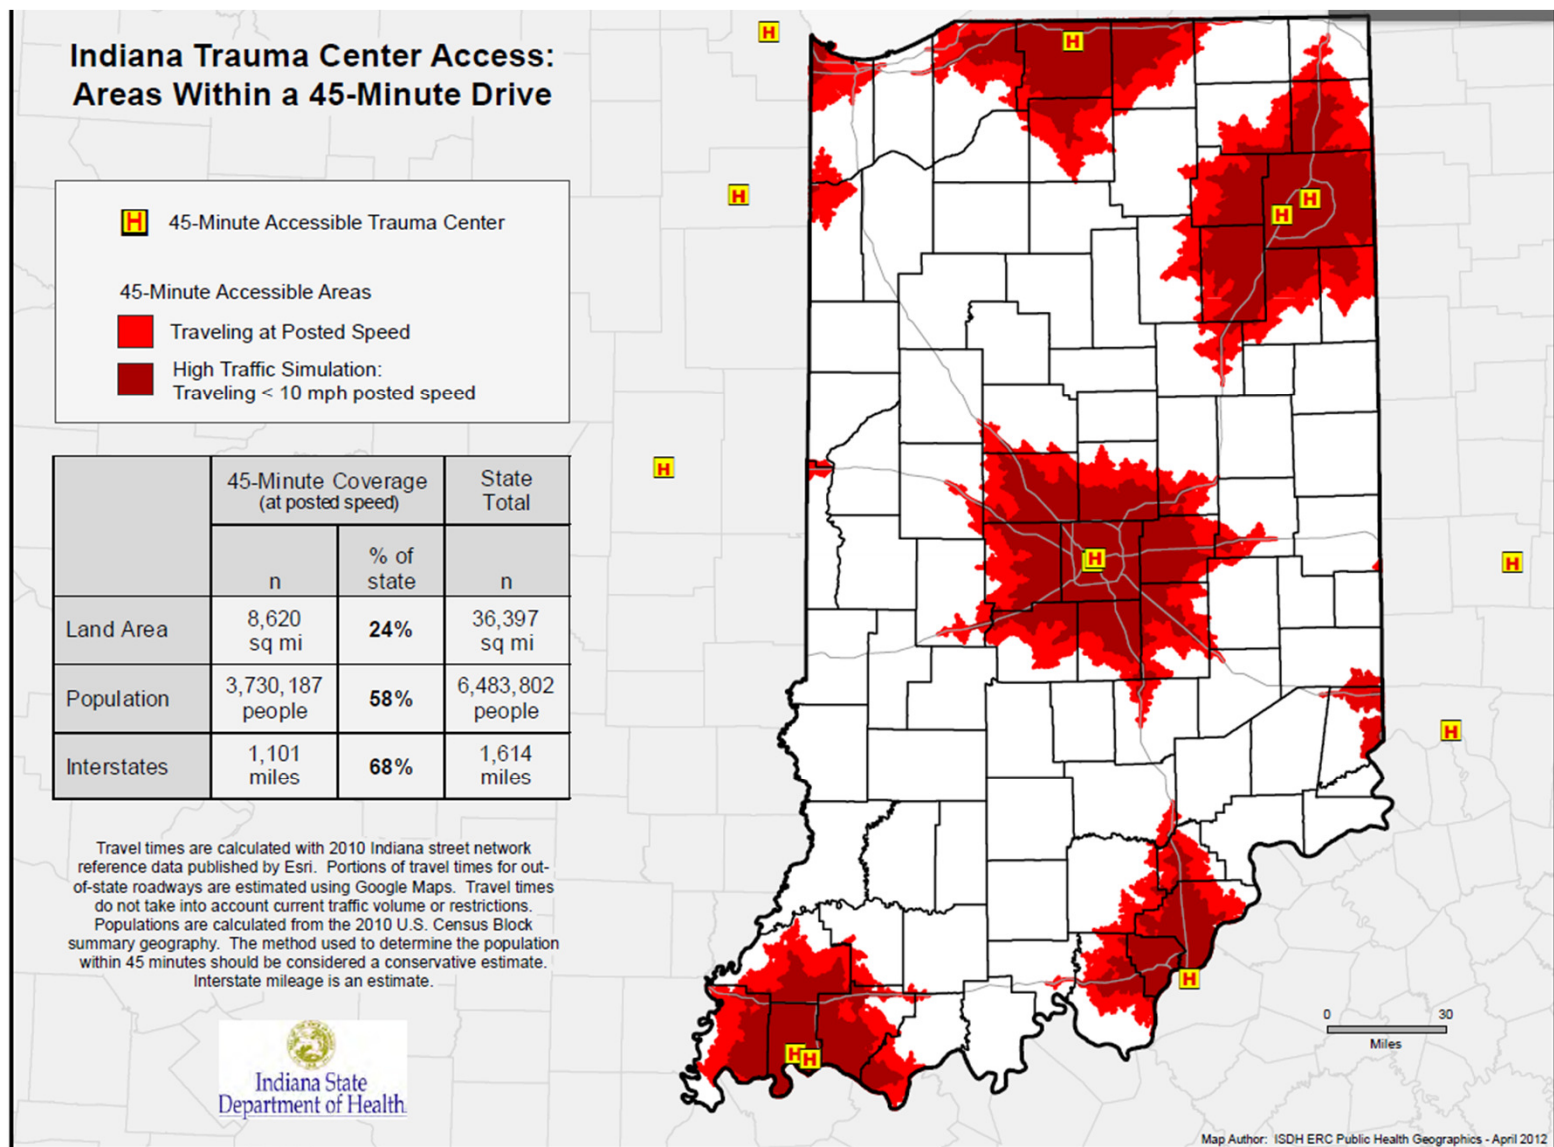 Indiana Trauma Center Access:
Areas Within a 45-Minute Drive
H 45-Minute Accessible Trauma Center
45-Minute Accessible Areas
Traveling at Posted Speed
High Traffic Simulation:
Traveling < 10 mph posted speed
45-Minute Coverage
(at posted speed)
State
Total
n
% of
state
n
Land Area
8,620
sq mi
24%
36,397
sq mi
Population
3,730,187
people
58%
6,483,802
people
Interstates
1,101
miles
68%
1,614
miles
Travel times are calculated with 2010 Indiana street network
reference data published by Esri. Portions of travel times for out-
of-state roadways are estimated using Google Maps. Travel times
do not take into account current traffic volume or restrictions.
Populations are calculated from the 2010 U.S. Census Block
summary geography. The method used to determine the population
within 45 minutes should be considered a conservative estimate.
Interstate mileage is an estimate.
Indiana State
Department of Health
H
H
H
H
H
H
H
H
H
H
H
H
H
0 30
Miles
Map Author: ISDH ERC Public Health Geographics - April 2012